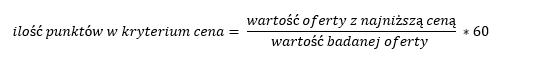 ilość punktów w kryterium cena = wartość oferty z najniższą ceną / wartość badanej oferty * 60